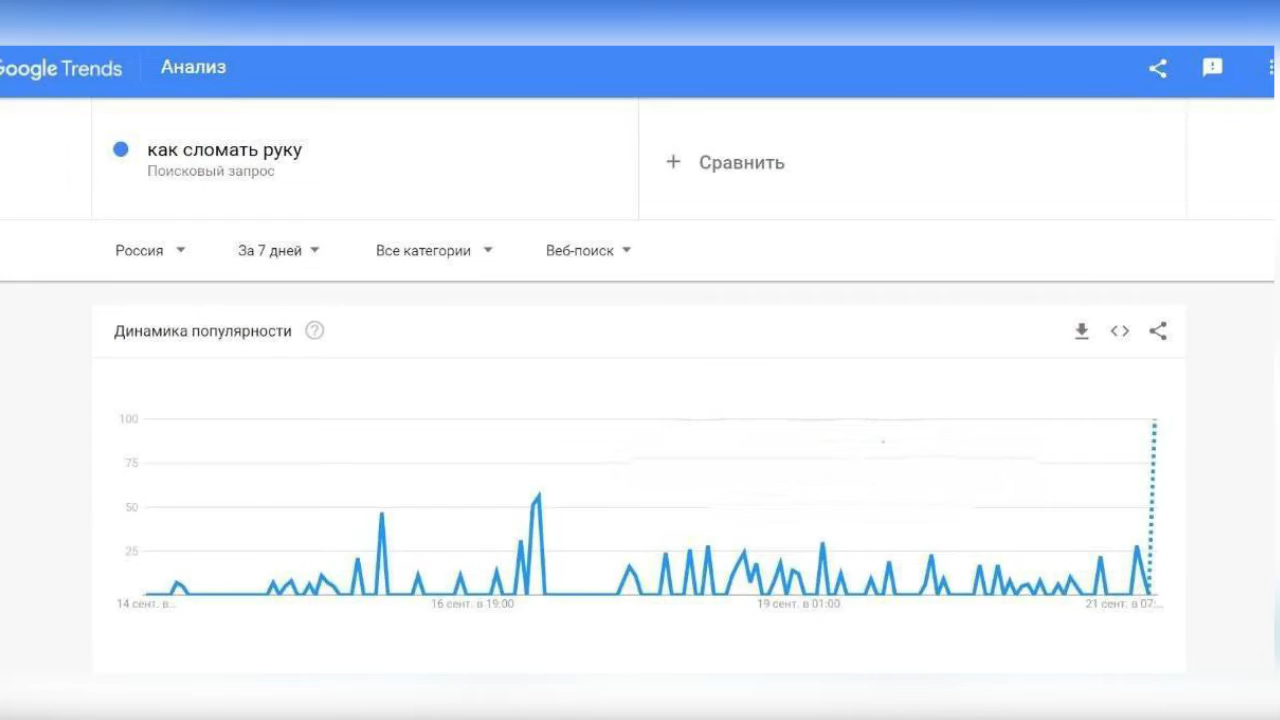 Google Trends Анализ
как сломать руку
Поисковый запрос
+ Сравнить
Россия За 7 дней Все категории Веб-поиск
Динамика популярности ?
100
75
50
25
14 сент. в... 16 сент. в 19:00 19 сент. в 01:00 21 сент. в 07:...